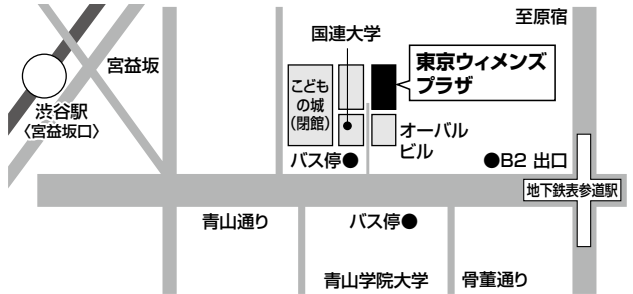 至原宿
国連大学
宮益坂
東京ウィメンズ
プラザ
こども
の城
(閉館)
渋谷駅
〈宮益坂口〉
オーバル
ビル
バス停●
●B2 出口
地下鉄表参道駅
青山通り
バス停●
青山学院大学
骨董通り